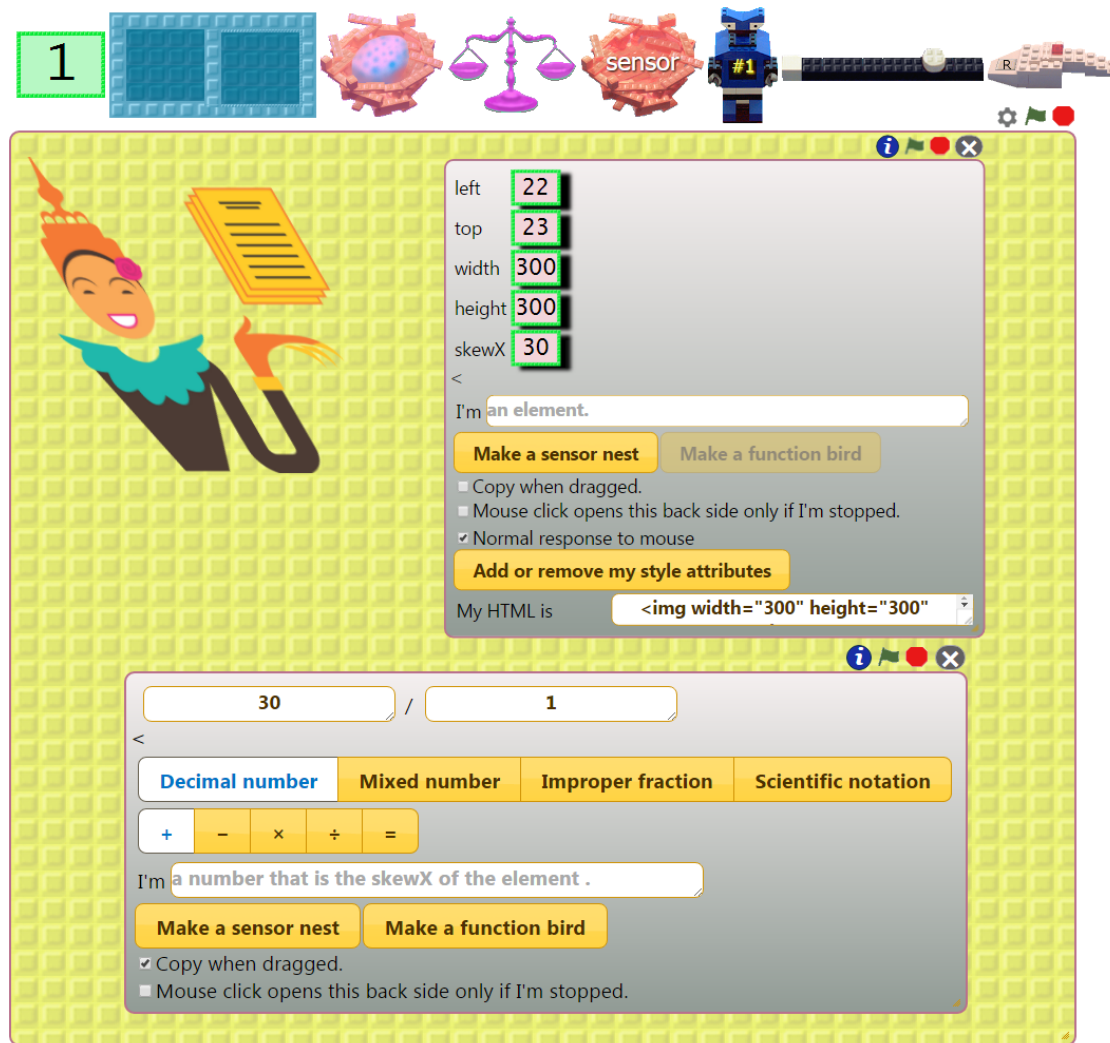 1
sensor
#1
R
i
left 22
top 23
width 300
height 300
skewX 30
<
I'm an element.
Make a sensor nest Make a function bird
Copy when dragged.
Mouse click opens this back side only if I'm stopped.
Normal response to mouse
Add or remove my style attributes
My HTML is <img width="300" height="300"
i
30 / 1
<
Decimal number Mixed number Improper fraction Scientific notation
+ − × ÷ =
I'm a number that is the skewX of the element .
Make a sensor nest Make a function bird
Copy when dragged.
Mouse click opens this back side only if I'm stopped.